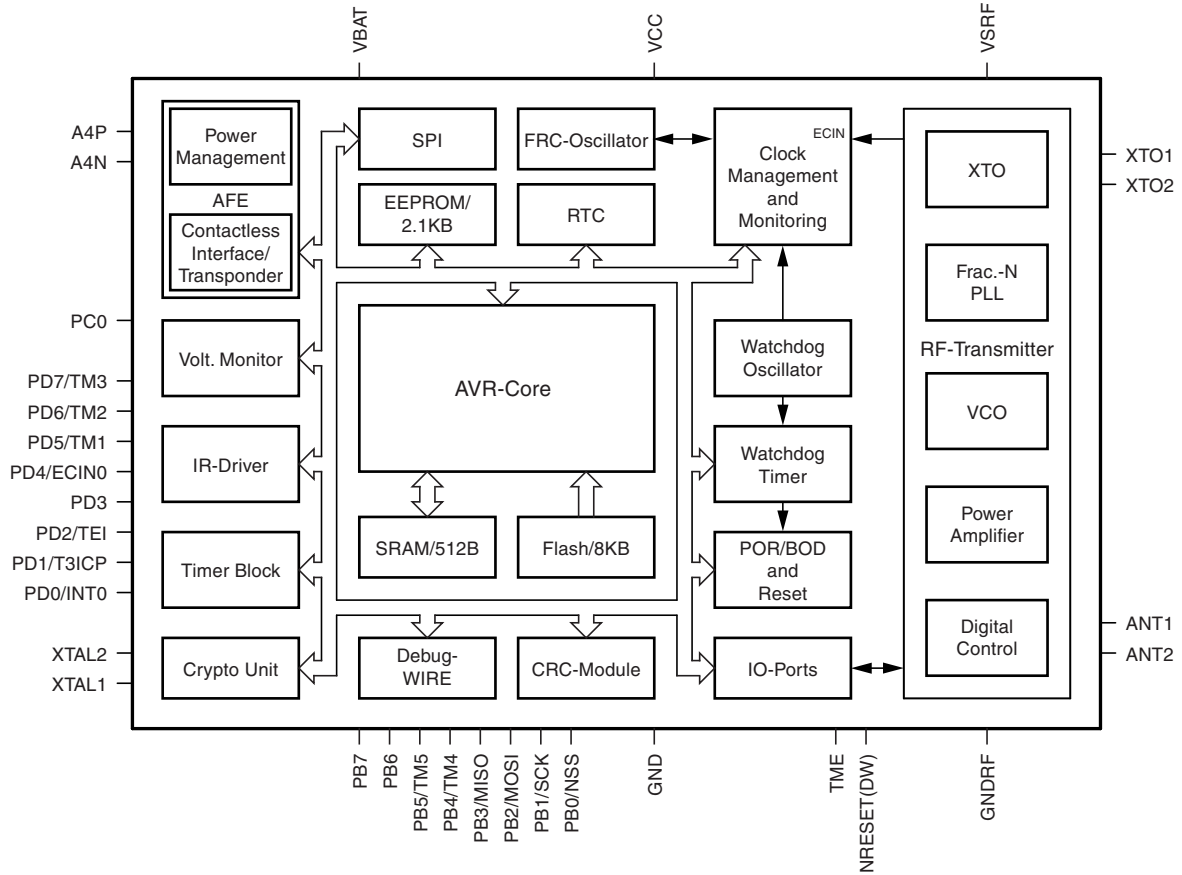 VBAT
VCC
VSRF
A4P
A4N
Power
Management
AFE
Contactless
Interface/
Transponder
SPI
FRC-Oscillator
ECIN
Clock
Management
and
Monitoring
XTO
XTO1
XTO2
EEPROM/
2.1KB
RTC
Frac.-N
PLL
RF-Transmitter
PC0
Volt. Monitor
AVR-Core
Watchdog
Oscillator
VCO
PD7/TM3
PD6/TM2
PD5/TM1
PD4/ECIN0
PD3
PD2/TEI
PD1/T3ICP
PD0/INT0
IR-Driver
Watchdog
Timer
Power
Amplifier
Timer Block
SRAM/512B
Flash/8KB
POR/BOD
and
Reset
Digital
Control
ANT1
ANT2
XTAL2
XTAL1
Crypto Unit
Debug-
WIRE
CRC-Module
IO-Ports
PB7
PB6
PB5/TM5
PB4/TM4
PB3/MISO
PB2/MOSI
PB1/SCK
PB0/NSS
GND
TME
NRESET(DW)
GNDRF